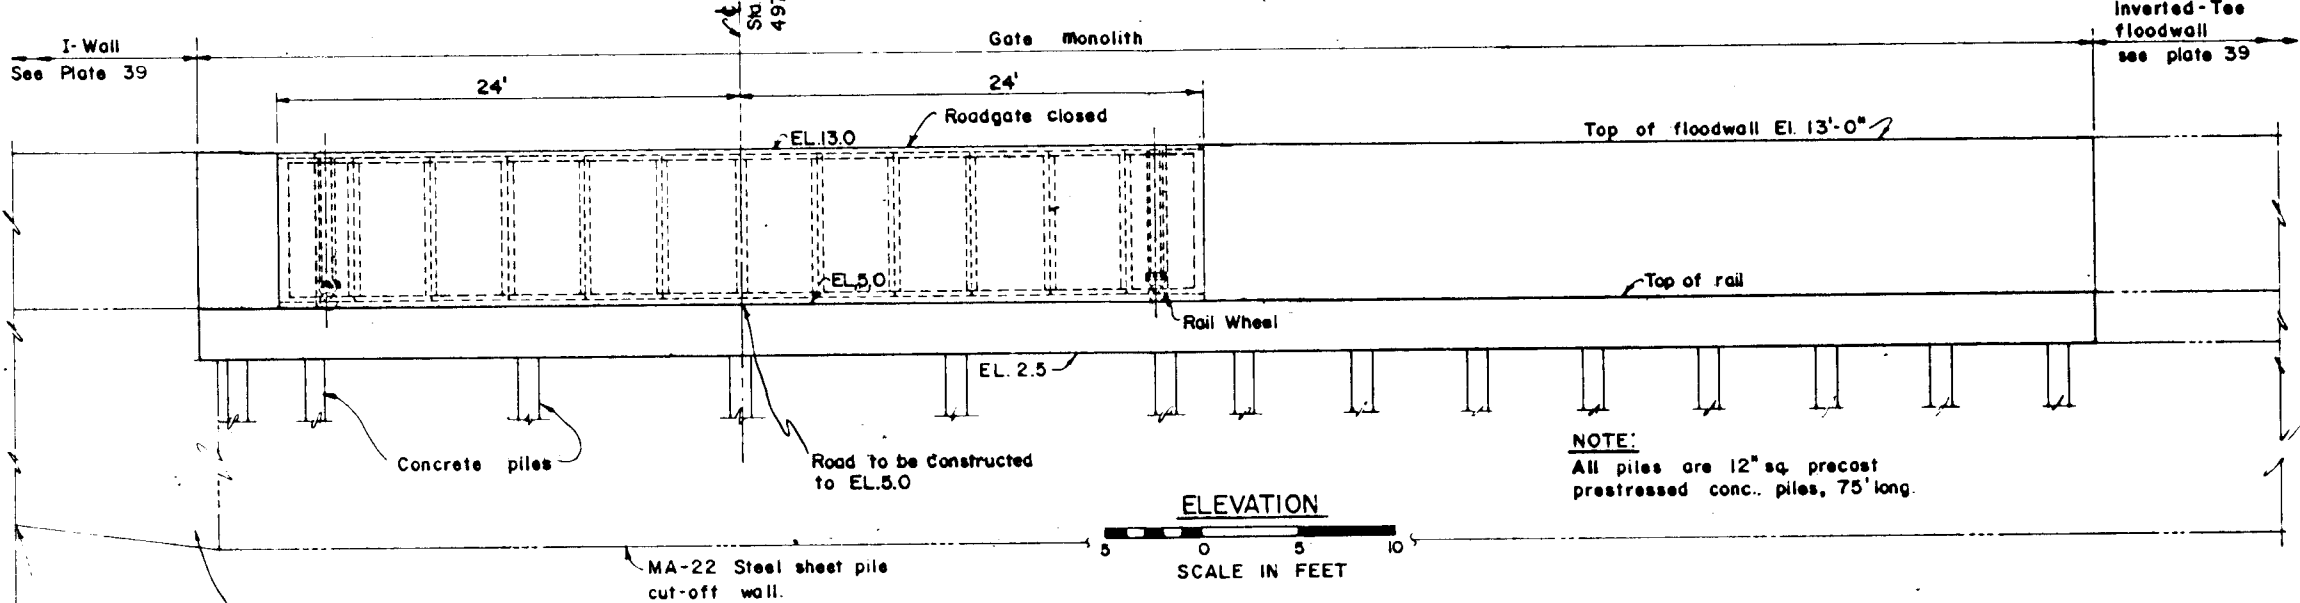 Sta.
497
Inverted-Tee
floodwall
see plate 39
I-Wall
See Plate 39
Gate Monolith
24'
24'
Roadgate closed
EL.13.0
Top of floodwall El. 13'-0"
EL.5.0
Top of rail
Rail Wheel
EL. 2.5
Concrete piles
Road to be constructed
to EL.5.0
NOTE:
All piles are 12" sq. precast
prestressed conc.. piles, 75' long.
ELEVATION
5 0 5 10
SCALE IN FEET
MA-22 Steel sheet pile
cut-off wall.